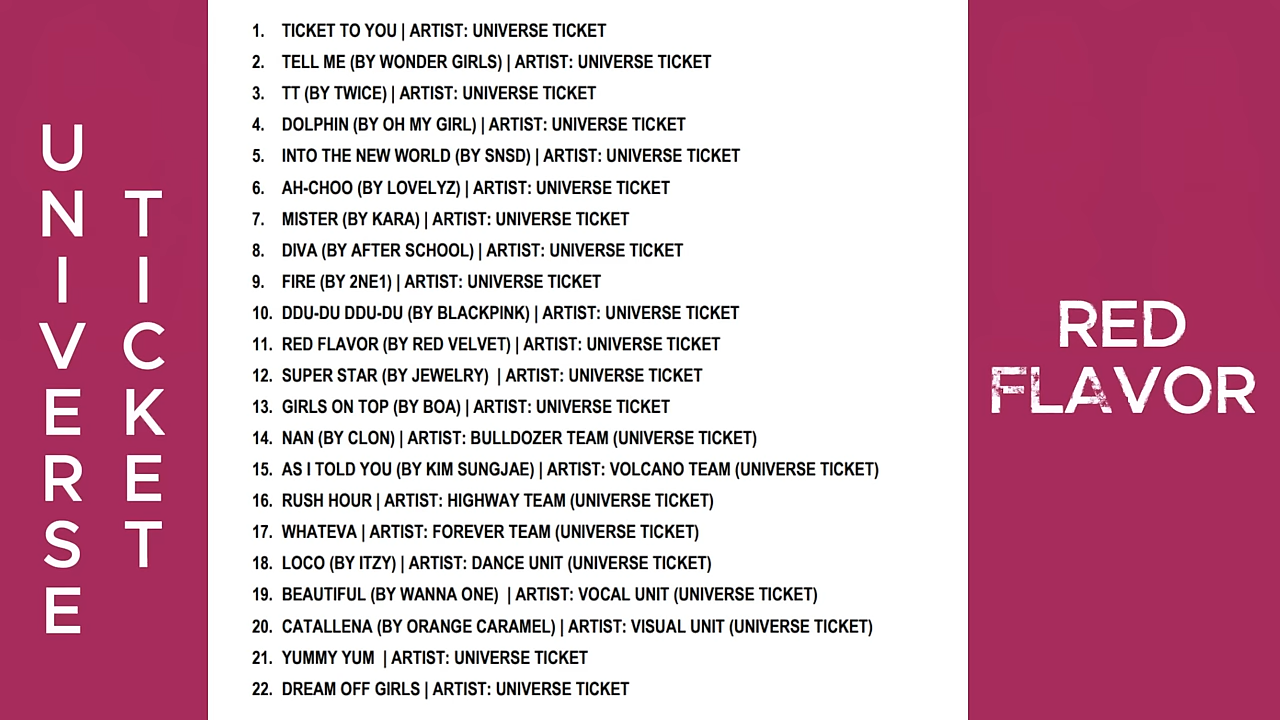 UNIVERSE
TICKET
1. TICKET TO YOU | ARTIST: UNIVERSE TICKET
2. TELL ME (BY WONDER GIRLS) | ARTIST: UNIVERSE TICKET
3. TT (BY TWICE) | ARTIST: UNIVERSE TICKET
4. DOLPHIN (BY OH MY GIRL) | ARTIST: UNIVERSE TICKET
5. INTO THE NEW WORLD (BY SNSD) | ARTIST: UNIVERSE TICKET
6. AH-CHOO (BY LOVELYZ) | ARTIST: UNIVERSE TICKET
7. MISTER (BY KARA) | ARTIST: UNIVERSE TICKET
8. DIVA (BY AFTER SCHOOL) | ARTIST: UNIVERSE TICKET
9. FIRE (BY 2NE1) | ARTIST: UNIVERSE TICKET
10. DDU-DU DDU-DU (BY BLACKPINK) | ARTIST: UNIVERSE TICKET
11. RED FLAVOR (BY RED VELVET) | ARTIST: UNIVERSE TICKET
12. SUPER STAR (BY JEWELRY) | ARTIST: UNIVERSE TICKET
13. GIRLS ON TOP (BY BOA) | ARTIST: UNIVERSE TICKET
14. NAN (BY CLON) | ARTIST: BULLDOZER TEAM (UNIVERSE TICKET)
15. AS I TOLD YOU (BY KIM SUNGJAE) | ARTIST: VOLCANO TEAM (UNIVERSE TICKET)
16. RUSH HOUR | ARTIST: HIGHWAY TEAM (UNIVERSE TICKET)
17. WHATEVA | ARTIST: FOREVER TEAM (UNIVERSE TICKET)
18. LOCO (BY ITZY) | ARTIST: DANCE UNIT (UNIVERSE TICKET)
19. BEAUTIFUL (BY WANNA ONE) | ARTIST: VOCAL UNIT (UNIVERSE TICKET)
20. CATALLENA (BY ORANGE CARAMEL) | ARTIST: VISUAL UNIT (UNIVERSE TICKET)
21. YUMMY YUM | ARTIST: UNIVERSE TICKET
22. DREAM OFF GIRLS | ARTIST: UNIVERSE TICKET
RED
FLAVOR